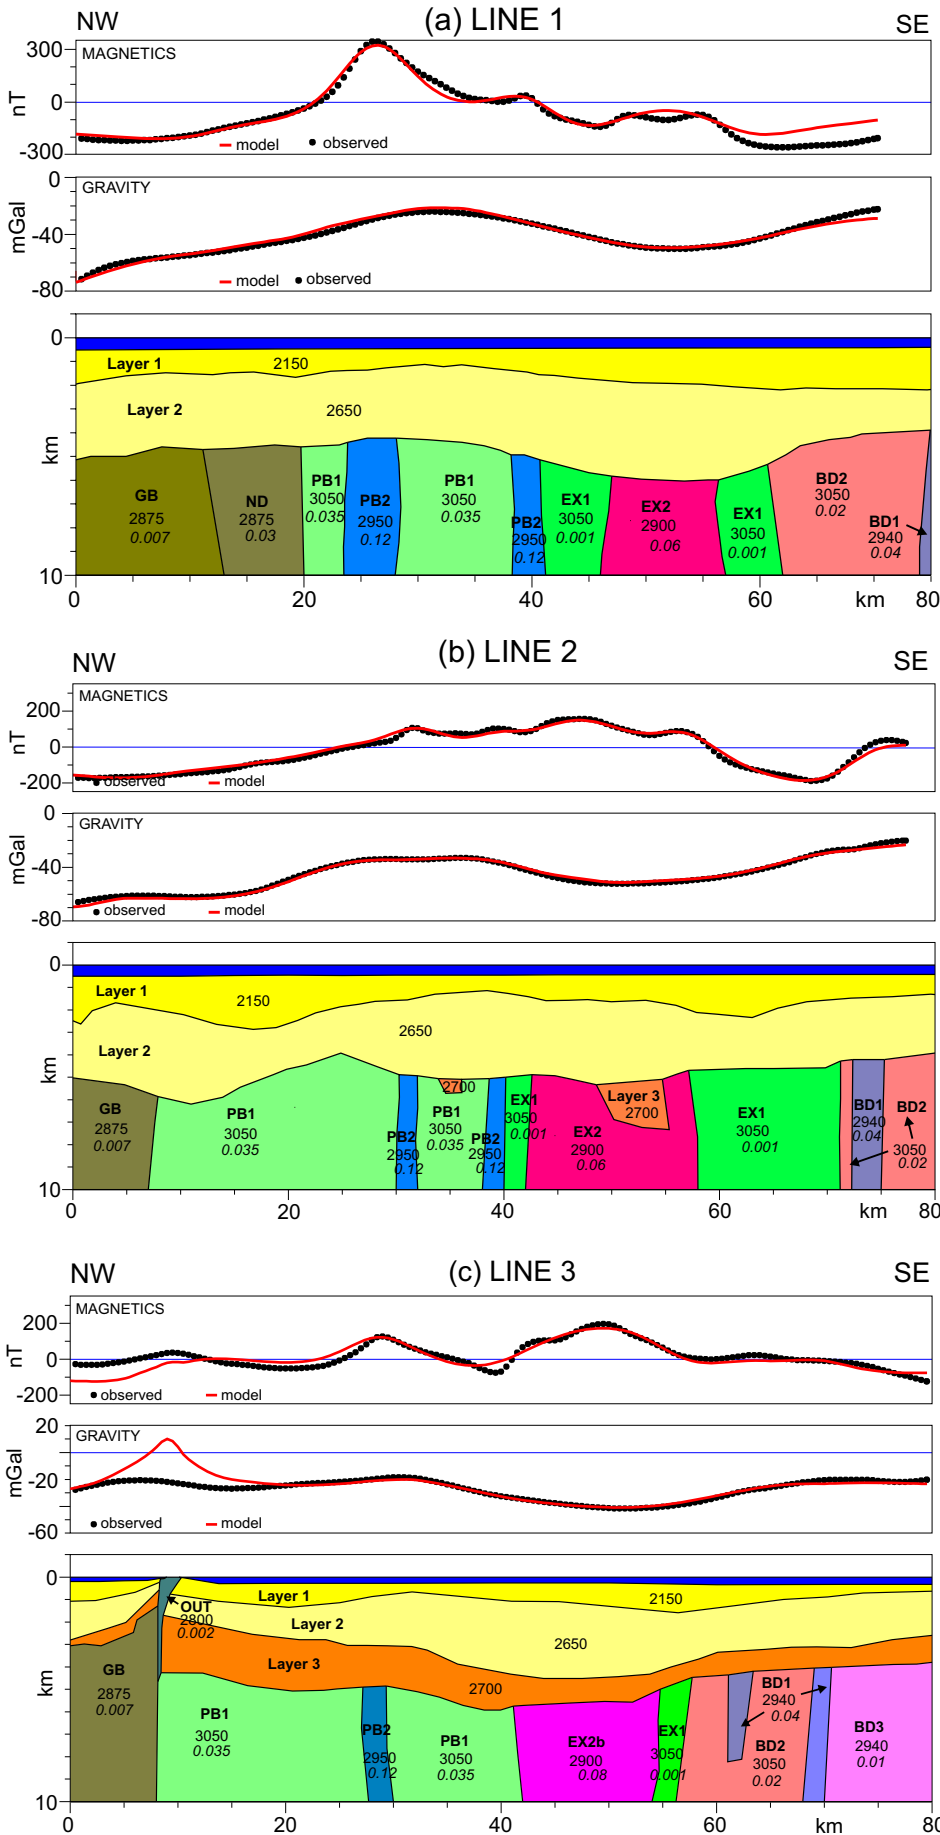 NW (a) LINE 1 SE
MAGNETICS
300
0
-300
nT
model observed
GRAVITY
0
-40
-80
mGal
model observed
0
10
km
Layer 1 2150
Layer 2 2650
GB
2875
0.007
ND
2875
0.03
PB1
3050
0.035
PB2
2950
0.12
PB1
3050
0.035
PB2
2950
0.12
EX1
3050
0.001
EX2
2900
0.06
EX1
3050
0.001
BD2
3050
0.02
BD1
2940
0.04
0 20 40 60 km 80
NW (b) LINE 2 SE
MAGNETICS
200
0
-200
nT
observed model
GRAVITY
0
-40
-80
mGal
observed model
0
10
km
Layer 1 2150
Layer 2 2650
GB
2875
0.007
PB1
3050
0.035
PB2
2950
0.12
2700
PB1
3050
0.035
PB2
2950
0.12
EX1
3050
0.001
EX2
2900
0.06
Layer 3
2700
EX1
3050
0.001
BD1
2940
0.04
BD2
3050
0.02
0 20 40 60 km 80
NW (c) LINE 3 SE
MAGNETICS
200
0
-200
nT
observed model
GRAVITY
20
-20
-60
mGal
observed model
0
10
km
Layer 1 2150
OUT
2800
0.002
Layer 2 2650
Layer 3 2700
GB
2875
0.007
PB1
3050
0.035
PB2
2950
0.12
PB1
3050
0.035
EX2b
2900
0.08
EX1
3050
0.001
BD1
2940
0.04
BD2
3050
0.02
BD3
2940
0.01
0 20 40 60 km 80